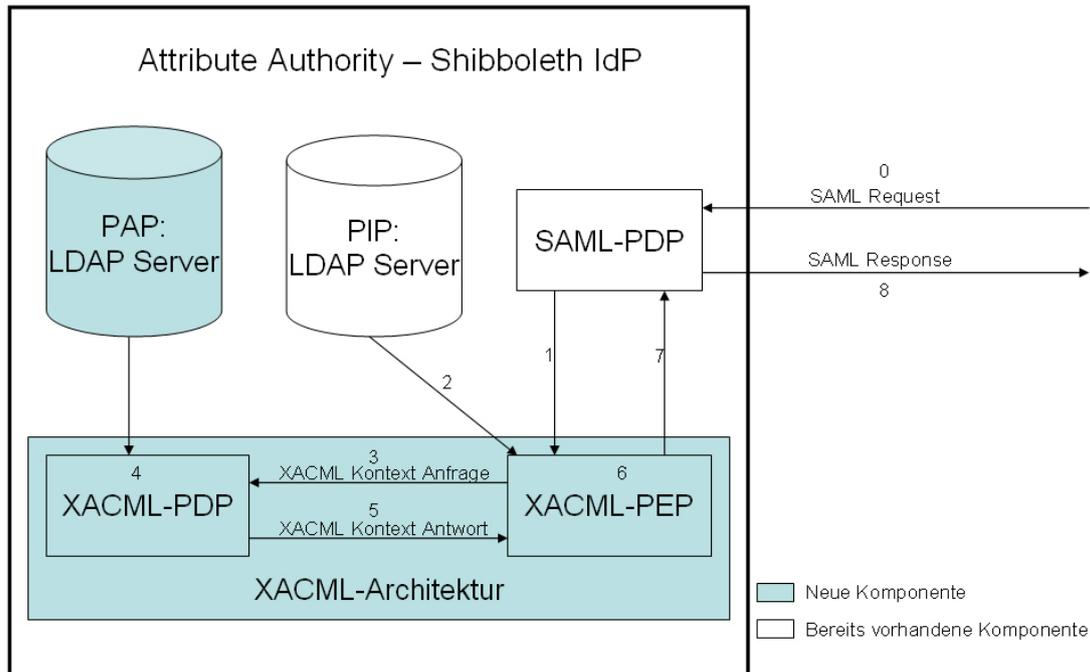 Attribute Authority – Shibboleth IdP
PAP:
LDAP Server
PIP:
LDAP Server
SAML-PDP
0
SAML Request
SAML Response
8
1
7
2
4
XACML-PDP
3
XACML Kontext Anfrage
5
XACML Kontext Antwort
6
XACML-PEP
XACML-Architektur
Neue Komponente
Bereits vorhandene Komponente